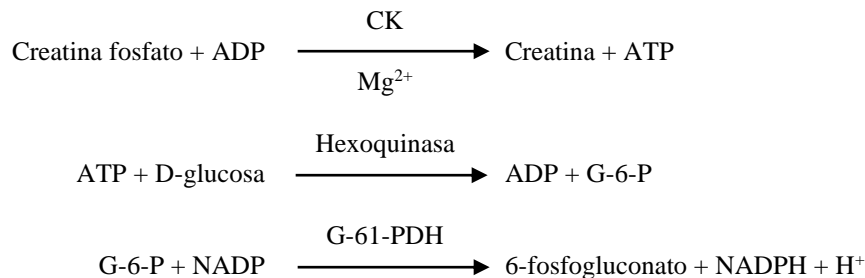 CK
Creatina fosfato + ADP Creatina + ATP
Mg²⁺
Hexoquinasa
ATP + D-glucosa ADP + G-6-P
G-61-PDH
G-6-P + NADP 6-fosfogluconato + NADPH + H⁺